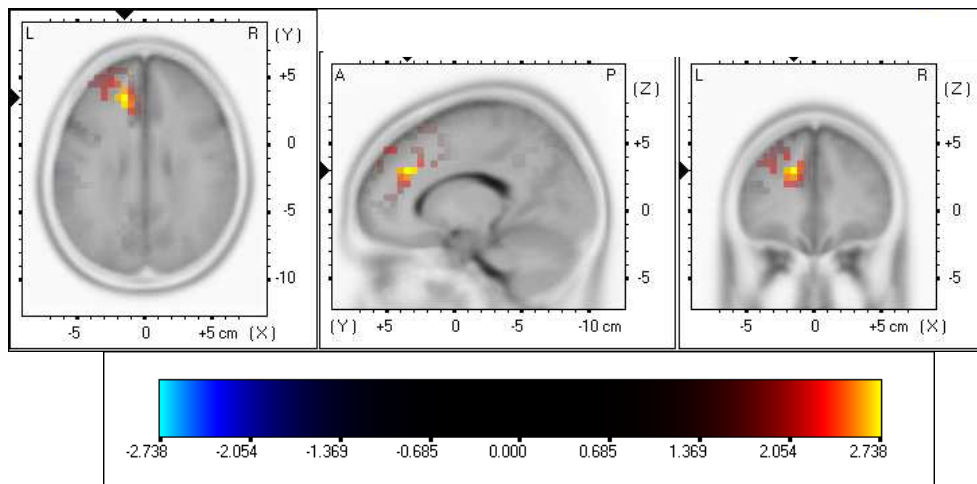 L R (Y)
+5
0
-5
-10
-5 0 +5 cm (X)
A P (Z)
+5
0
-5
(Y) +5 0 -5 -10 cm
L R (Z)
+5
0
-5
-5 0 +5 cm (X)
-2.738 -2.054 -1.369 -0.685 0.000 0.685 1.369 2.054 2.738